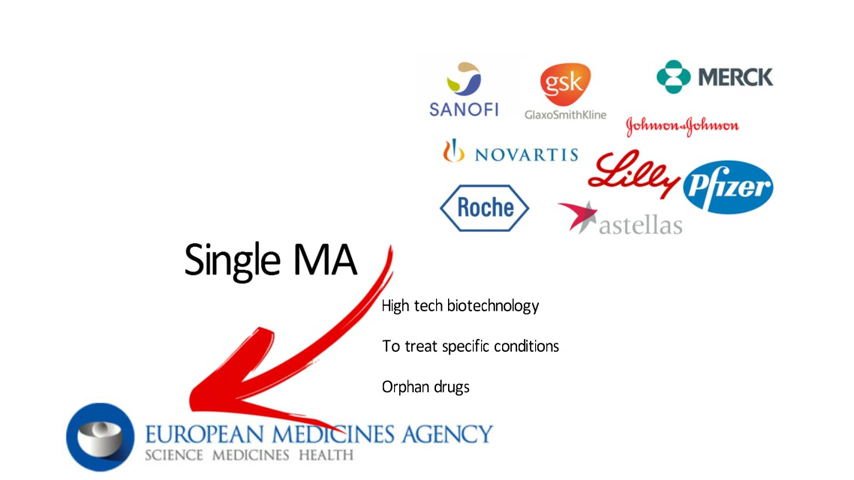 SANOFI
gsk
GlaxoSmithKline
MERCK
Johnson&Johnson
NOVARTIS
Lilly
Pfizer
Roche
astellas
Single MA
High tech biotechnology
To treat specific conditions
Orphan drugs
EUROPEAN MEDICINES AGENCY
SCIENCE MEDICINES HEALTH